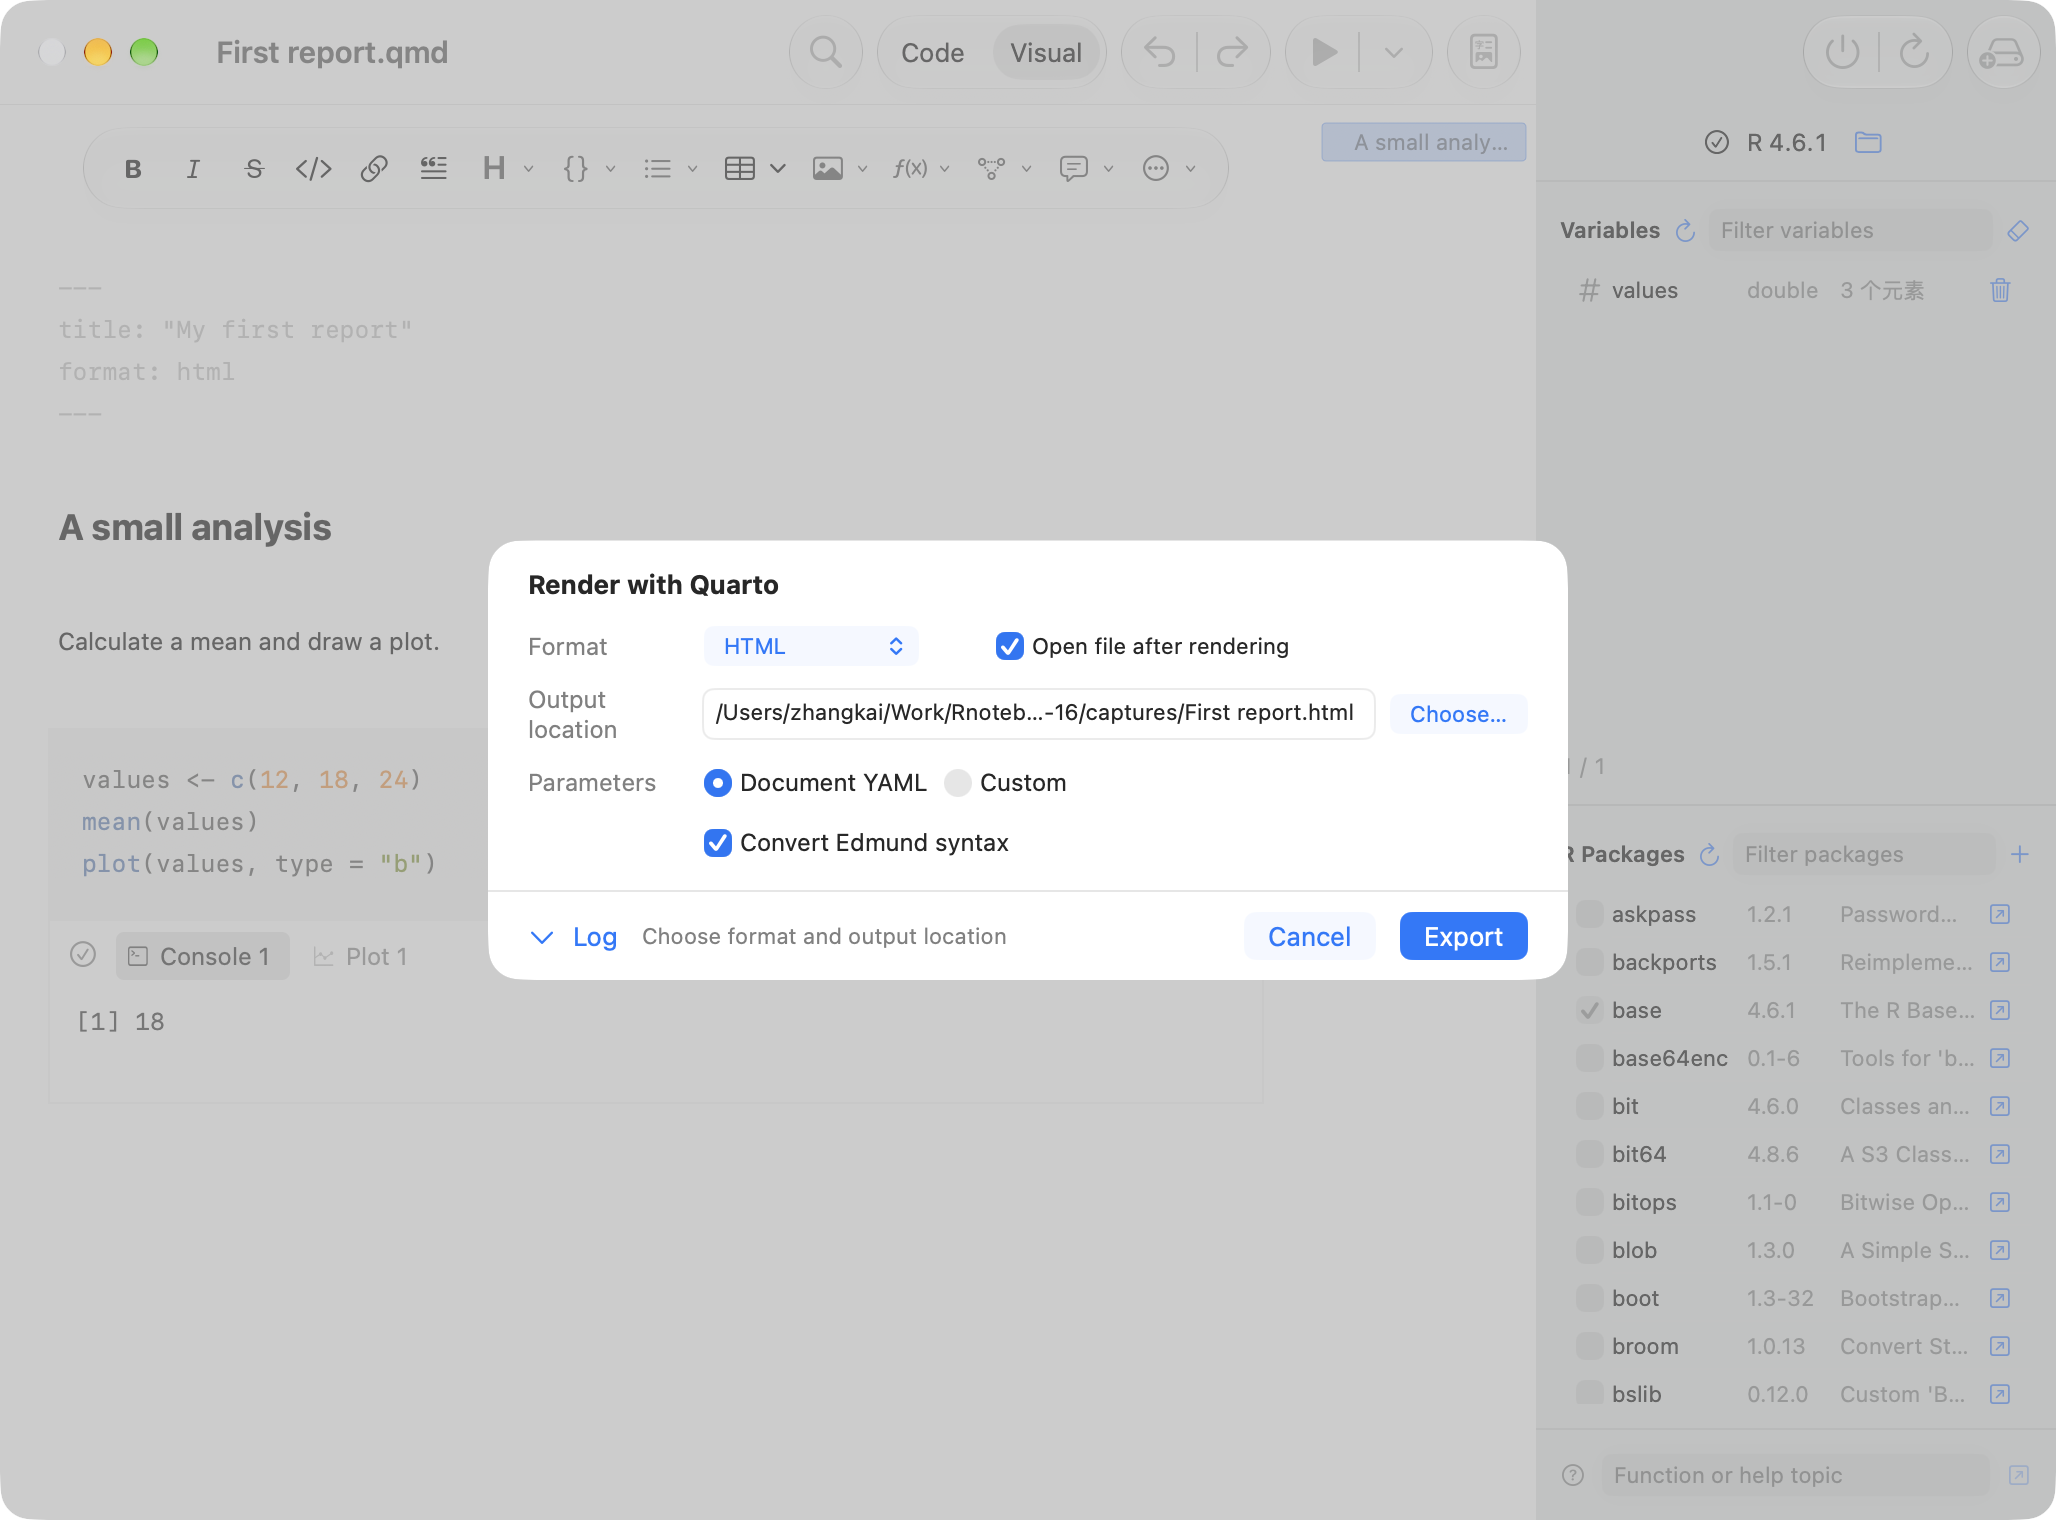 First report.qmd
Code
Visual
B I S </> H {} f(x)
A small analy...
R 4.6.1
---
title: "My first report"
format: html
---
A small analysis
Calculate a mean and draw a plot.
values <- c(12, 18, 24)
mean(values)
plot(values, type = "b")
Console 1
Plot 1
[1] 18
Render with Quarto
Format
HTML
Open file after rendering
Output location
/Users/zhangkai/Work/Rnoteb...-16/captures/First report.html
Choose...
Parameters
Document YAML
Custom
Convert Edmund syntax
Log
Choose format and output location
Cancel
Export
Variables
Filter variables
values double 3 个元素
/ 1
R Packages
Filter packages
askpass 1.2.1 Password...
backports 1.5.1 Reimpleme...
base 4.6.1 The R Base...
base64enc 0.1-6 Tools for 'b...
bit 4.6.0 Classes an...
bit64 4.8.6 A S3 Class...
bitops 1.1-0 Bitwise Op...
blob 1.3.0 A Simple S...
boot 1.3-32 Bootstrap...
broom 1.0.13 Convert St...
bslib 0.12.0 Custom 'B...
Function or help topic